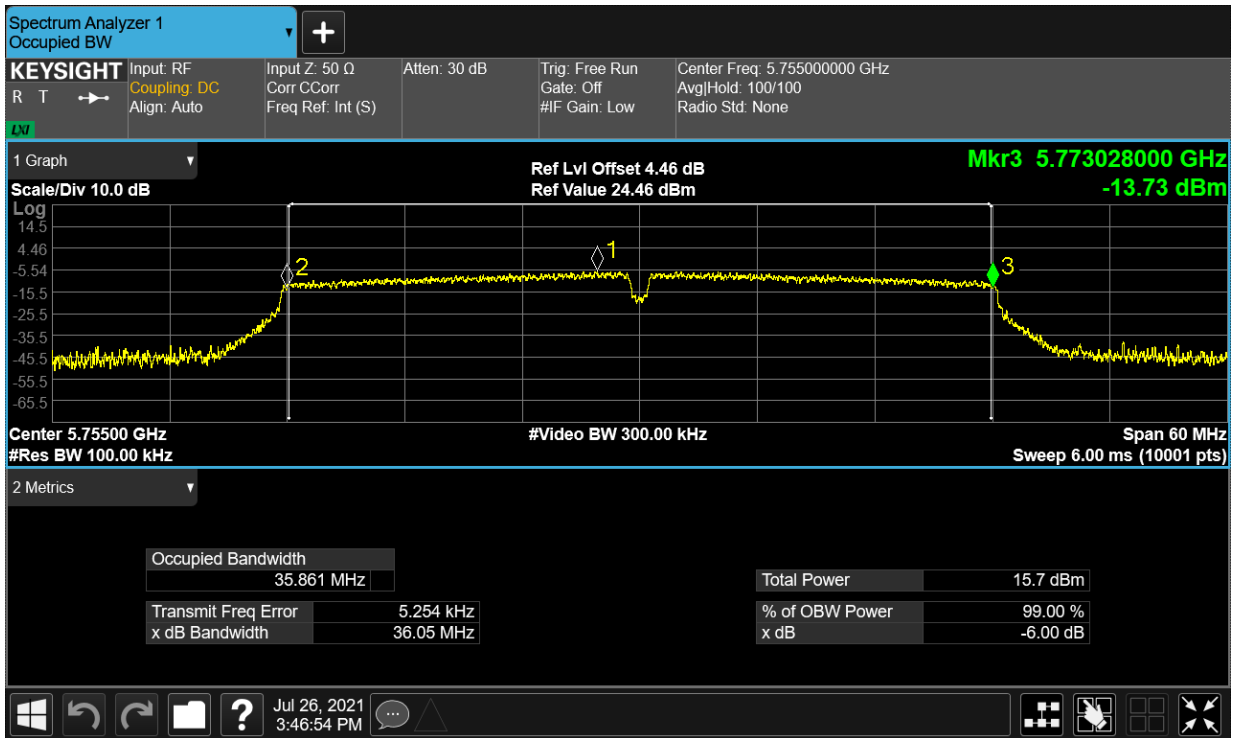 Spectrum Analyzer 1
Occupied BW
KEYSIGHT
R T
LXI
Input: RF
Coupling: DC
Align: Auto
Input Z: 50 Ω
Corr CCorr
Freq Ref: Int (S)
Atten: 30 dB
Trig: Free Run
Gate: Off
#IF Gain: Low
Center Freq: 5.755000000 GHz
Avg|Hold: 100/100
Radio Std: None
1 Graph
Scale/Div 10.0 dB
Ref Lvl Offset 4.46 dB
Ref Value 24.46 dBm
Mkr3 5.773028000 GHz
-13.73 dBm
Log
14.5
4.46
-5.54
-15.5
-25.5
-35.5
-45.5
-55.5
-65.5
2
1
3
Center 5.75500 GHz
#Res BW 100.00 kHz
#Video BW 300.00 kHz
Span 60 MHz
Sweep 6.00 ms (10001 pts)
2 Metrics
Occupied Bandwidth
35.861 MHz
Transmit Freq Error 5.254 kHz
x dB Bandwidth 36.05 MHz
Total Power 15.7 dBm
% of OBW Power 99.00 %
x dB -6.00 dB
?
Jul 26, 2021
3:46:54 PM